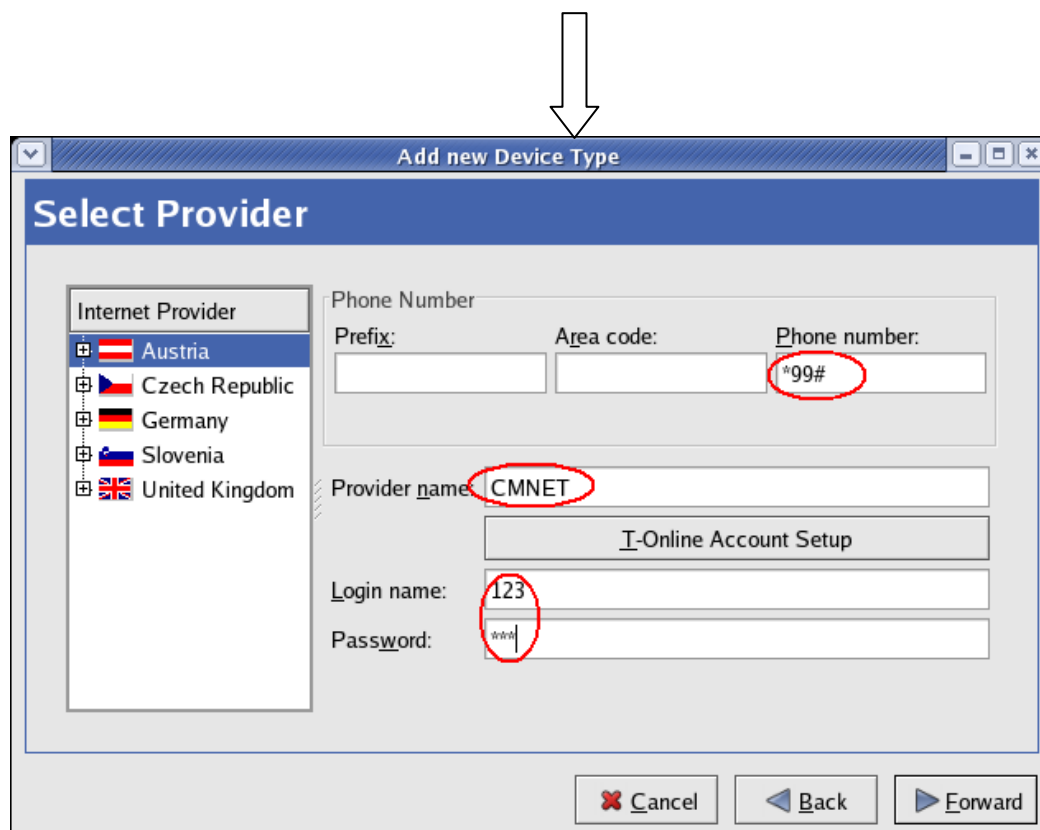 Add new Device Type
Select Provider
Internet Provider
Austria
Czech Republic
Germany
Slovenia
United Kingdom
Phone Number
Prefix: Area code: Phone number:
*99#
Provider name: CMNET
T-Online Account Setup
Login name: 123
Password: ***
Cancel Back Forward